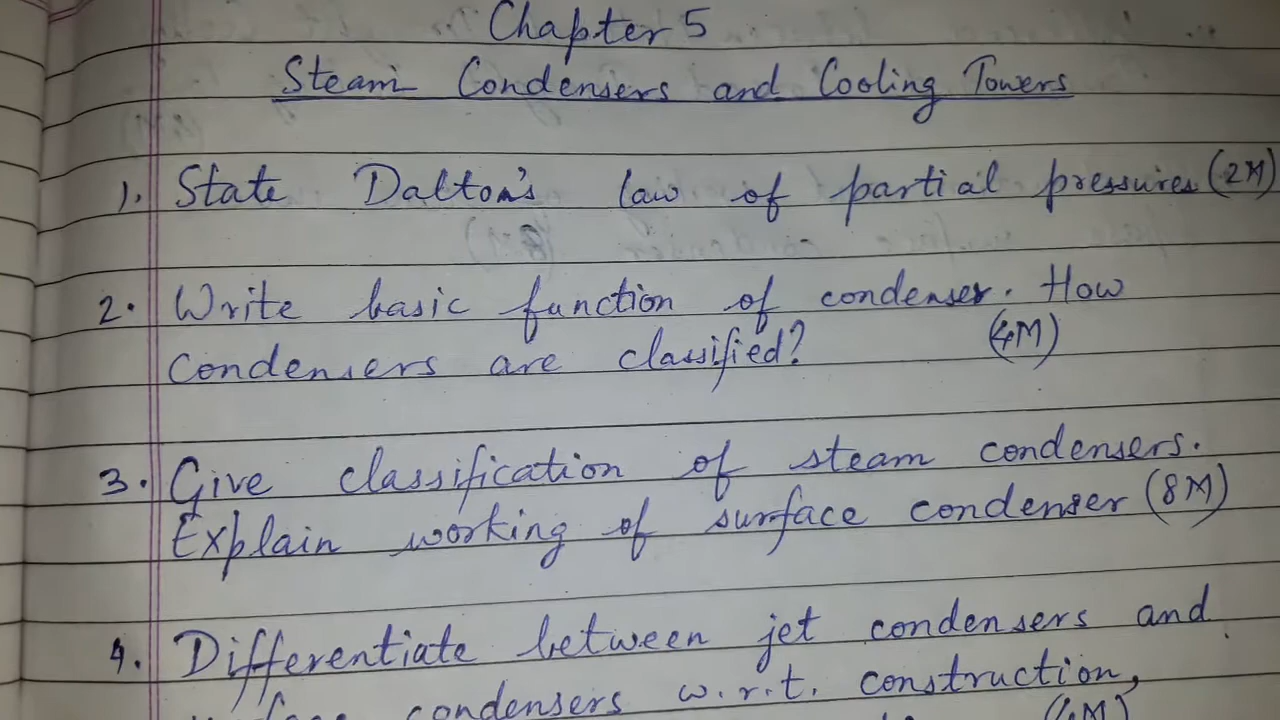 Chapter 5
Steam Condensers and Cooling Towers
1. State Dalton's law of partial pressures (2M)
2. Write basic function of condenser. How
condensers are classified? (4M)
3. Give classification of steam condensers.
Explain working of surface condenser (8M)
4. Differentiate between jet condensers and
condensers w.r.t. construction,